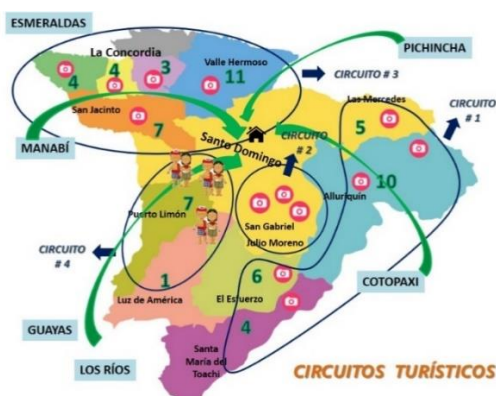 ESMERALDAS
La Concordia
PICHINCHA
Valle Hermoso
3
4
4
11
CIRCUITO # 3
San Jacinto
Las Mercedes
CIRCUITO
# 1
7
5
MANABÍ
Santo Domingo
CIRCUITO
# 2
10
7
Alluriquín
Puerto Limón
San Gabriel
Julio Moreno
CIRCUITO
# 4
6
1
COTOPAXI
Luz de América
El Esfuerzo
4
GUAYAS
Santa
María del
Toachi
LOS RÍOS
CIRCUITOS TURÍSTICOS